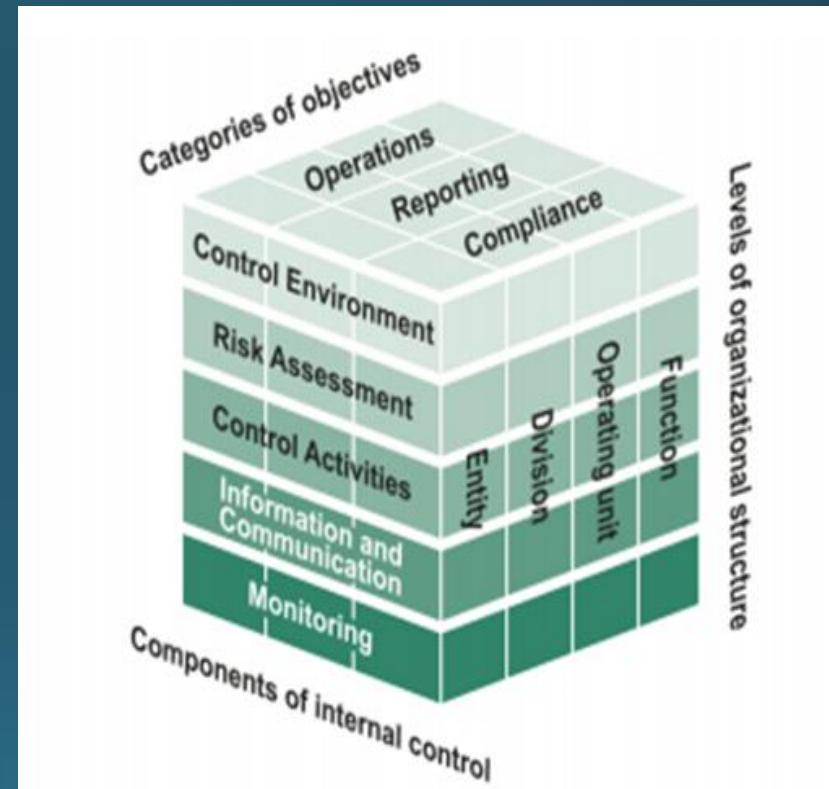 Categories of objectives
Operations
Reporting
Compliance
Control Environment
Risk Assessment
Control Activities
Information and
Communication
Monitoring
Components of internal control
Entity
Division
Operating unit
Function
Levels of organizational structure